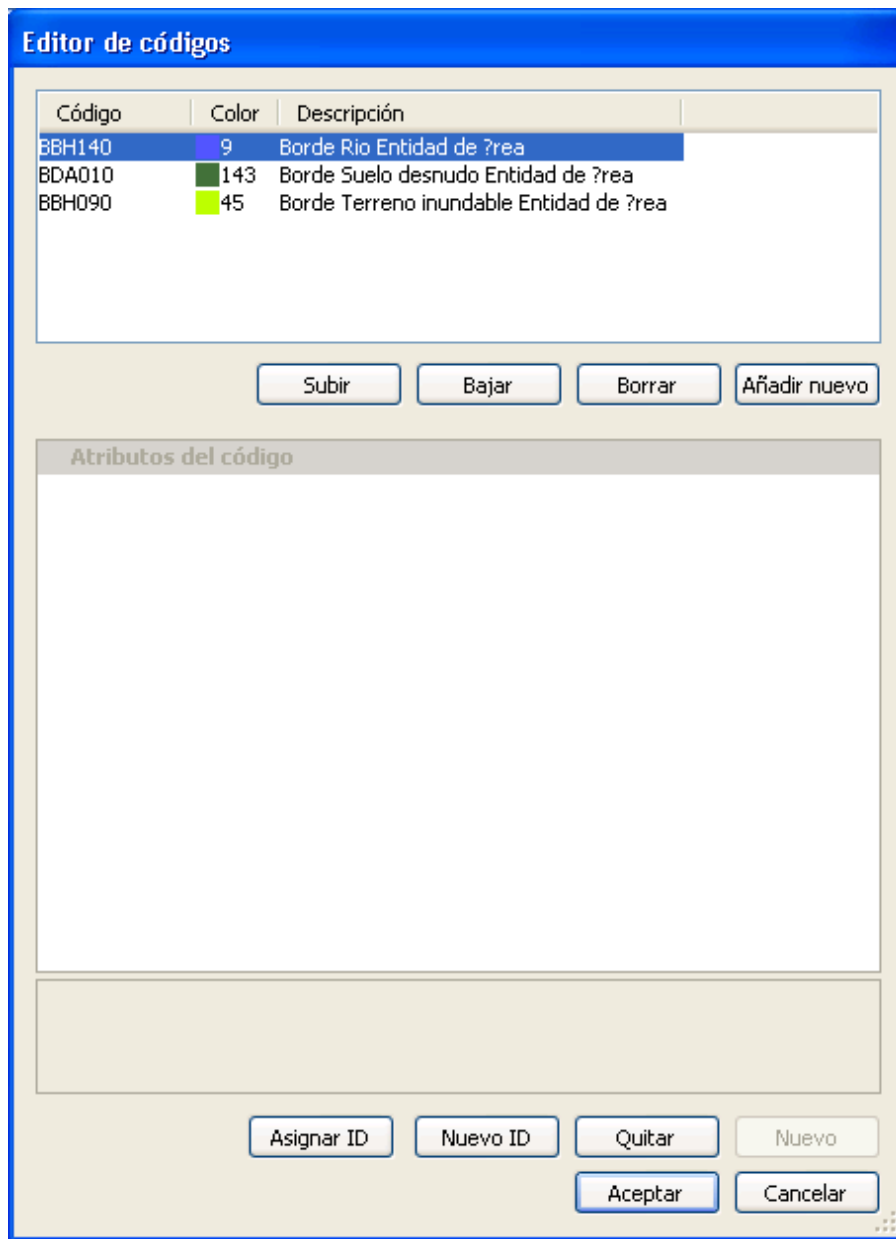 Editor de códigos
Código Color Descripción
BBH140 9 Borde Rio Entidad de ?rea
BDA010 143 Borde Suelo desnudo Entidad de ?rea
BBH090 45 Borde Terreno inundable Entidad de ?rea
Subir Bajar Borrar Añadir nuevo
Atributos del código
Asignar ID Nuevo ID Quitar Nuevo
Aceptar Cancelar